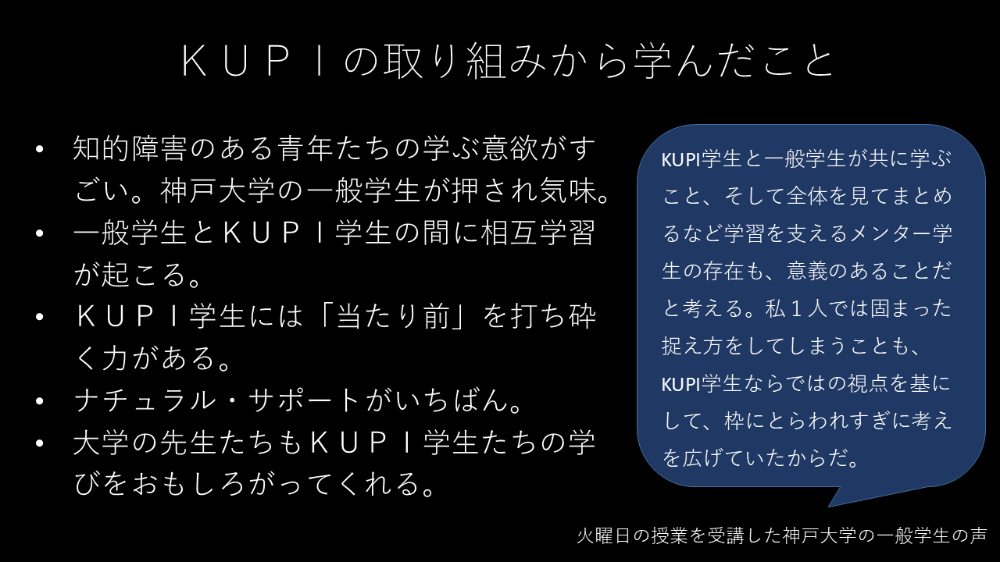 ＫＵＰＩの取り組みから学んだこと
• 知的障害のある青年たちの学ぶ意欲がす
ごい。神戸大学の一般学生が押され気味。
• 一般学生とＫＵＰＩ学生の間に相互学習
が起こる。
• ＫＵＰＩ学生には「当たり前」を打ち砕
く力がある。
• ナチュラル・サポートがいちばん。
• 大学の先生たちもＫＵＰＩ学生たちの学
びをおもしろがってくれる。
KUPI学生と一般学生が共に学ぶ
こと、そして全体を見てまとめ
るなど学習を支えるメンター学
生の存在も、意義のあることだ
と考える。私１人では固まった
捉え方をしてしまうことも、
KUPI学生ならではの視点を基に
して、枠にとらわれすぎに考え
を広げていたからだ。
火曜日の授業を受講した神戸大学の一般学生の声